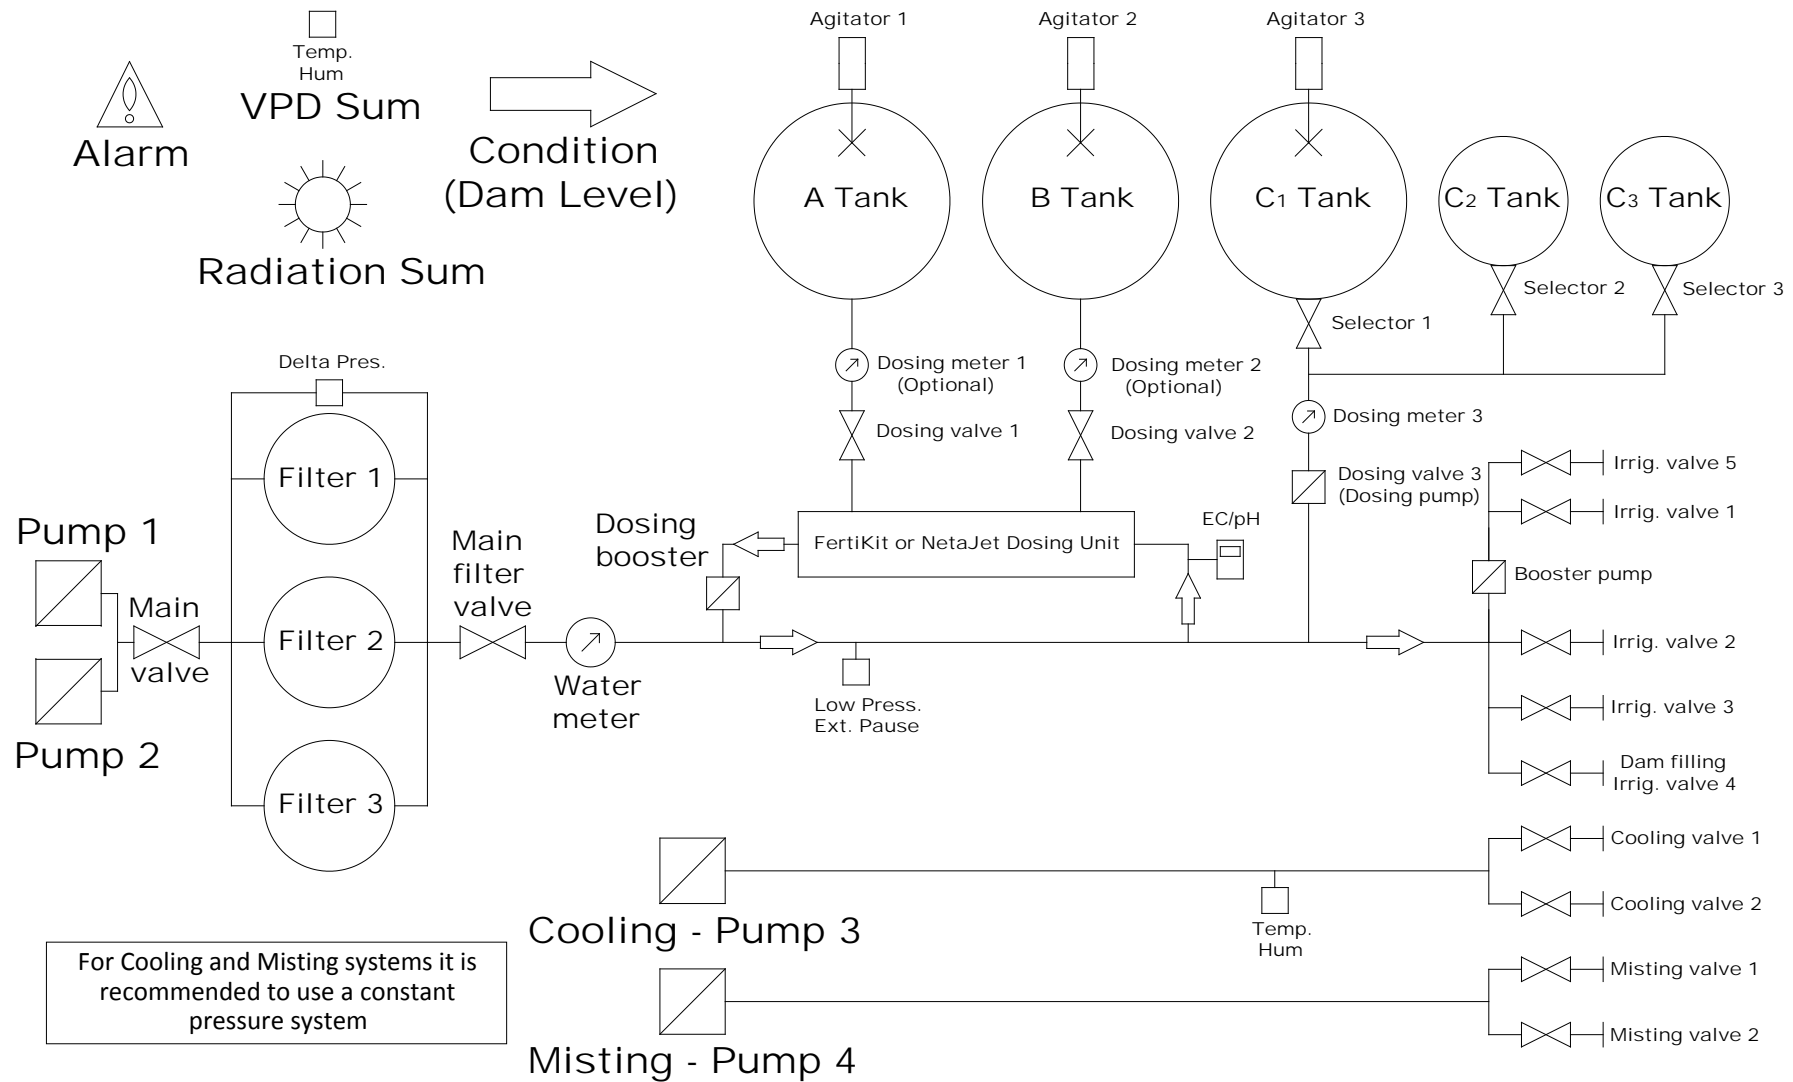 Agitator 1
Agitator 2
Agitator 3
Temp.
Hum
VPD Sum
Alarm
Condition
(Dam Level)
Radiation Sum
A Tank
B Tank
C1 Tank
C2 Tank
C3 Tank
Selector 1
Selector 2
Selector 3
Delta Pres.
Dosing meter 1
(Optional)
Dosing meter 2
(Optional)
Dosing meter 3
Dosing valve 1
Dosing valve 2
Dosing valve 3
(Dosing pump)
Filter 1
Filter 2
Filter 3
Pump 1
Pump 2
Main
valve
Main
filter
valve
Water
meter
Dosing
booster
FertiKit or NetaJet Dosing Unit
EC/pH
Low Press.
Ext. Pause
Irrig. valve 5
Irrig. valve 1
Booster pump
Irrig. valve 2
Irrig. valve 3
Dam filling
Irrig. valve 4
Cooling valve 1
Cooling valve 2
Cooling - Pump 3
Temp.
Hum
Misting valve 1
Misting valve 2
Misting - Pump 4
For Cooling and Misting systems it is
recommended to use a constant
pressure system